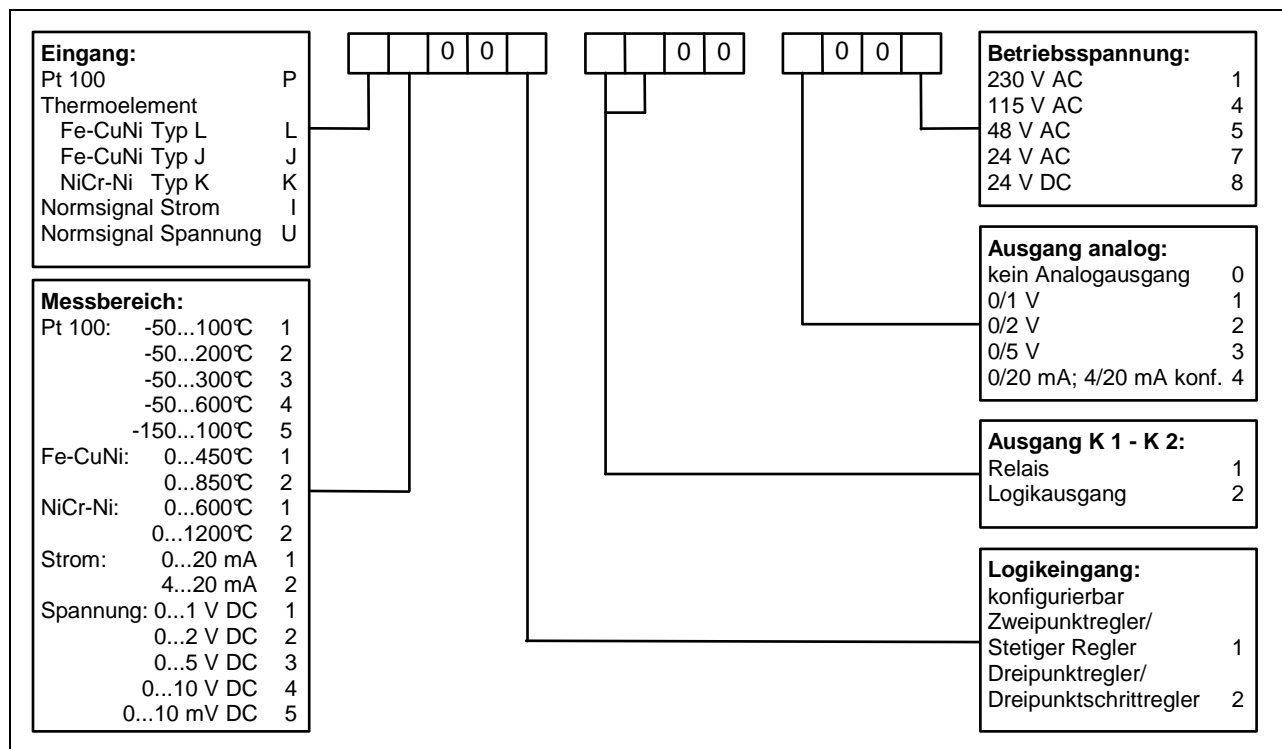 Eingang:
Pt 100 P
Thermoelement
Fe-CuNi Typ L L
Fe-CuNi Typ J J
NiCr-Ni Typ K K
Normsignal Strom I
Normsignal Spannung U
Messbereich:
Pt 100: -50...100°C 1
-50...200°C 2
-50...300°C 3
-50...600°C 4
-150...100°C 5
Fe-CuNi: 0...450°C 1
0...850°C 2
NiCr-Ni: 0...600°C 1
0...1200°C 2
Strom: 0...20 mA 1
4...20 mA 2
Spannung: 0...1 V DC 1
0...2 V DC 2
0...5 V DC 3
0...10 V DC 4
0...10 mV DC 5
0 0 0 0 0 0
Betriebsspannung:
230 V AC 1
115 V AC 4
48 V AC 5
24 V AC 7
24 V DC 8
Ausgang analog:
kein Analogausgang 0
0/1 V 1
0/2 V 2
0/5 V 3
0/20 mA; 4/20 mA konf. 4
Ausgang K 1 - K 2:
Relais 1
Logikausgang 2
Logikeingang:
konfigurierbar
Zweipunktregler/
Stetiger Regler 1
Dreipunktregler/
Dreipunktschrittregler 2